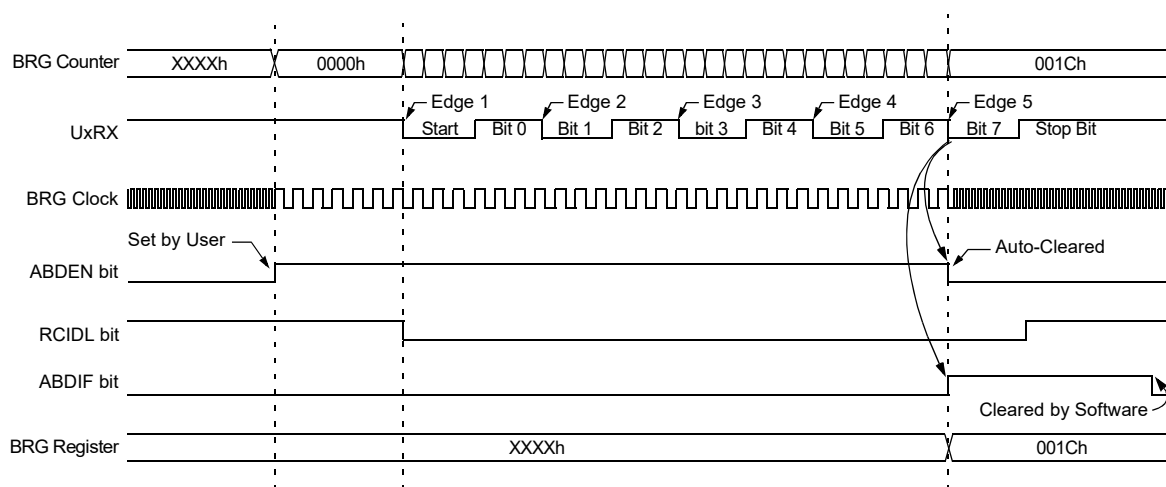 BRG Counter XXXXh 0000h 001Ch
Edge 1 Edge 2 Edge 3 Edge 4 Edge 5
UxRX Start Bit 0 Bit 1 Bit 2 bit 3 Bit 4 Bit 5 Bit 6 Bit 7 Stop Bit
BRG Clock
Set by User Auto-Cleared
ABDEN bit
RCIDL bit
ABDIF bit
Cleared by Software
BRG Register XXXXh 001Ch